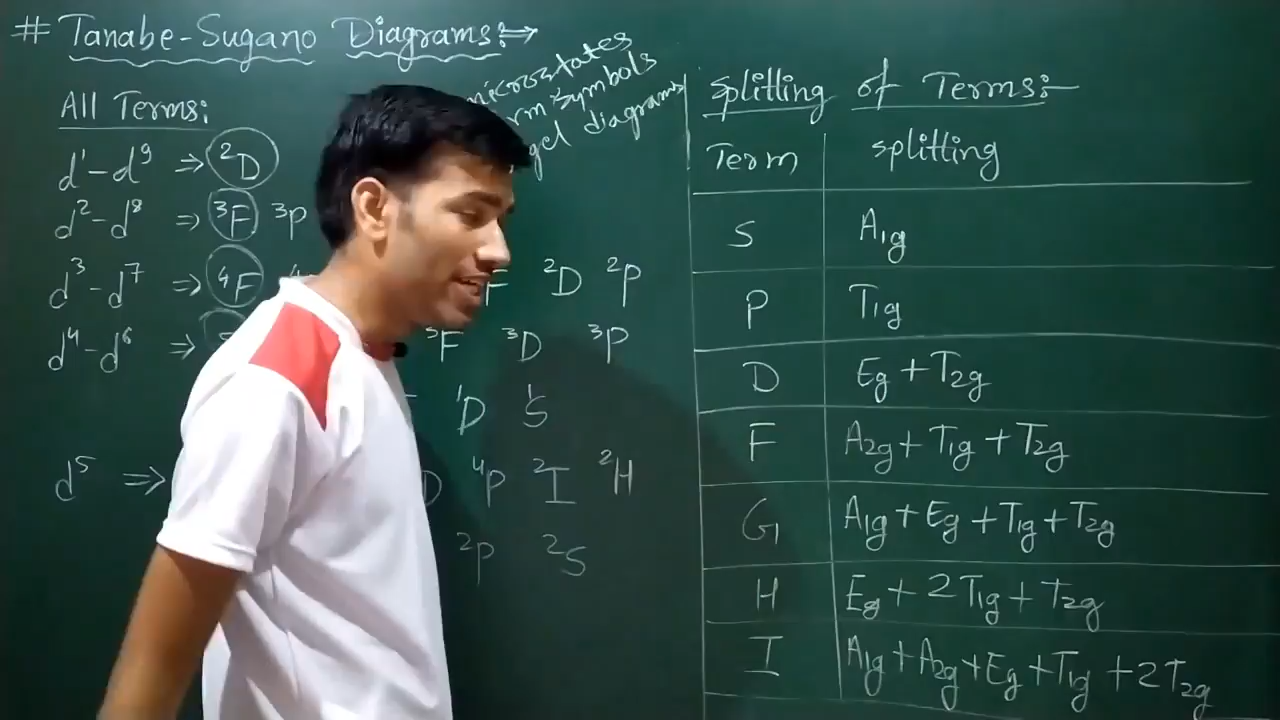 # Tanabe-Sugano Diagrams:→
microstates
symbols
diagrams
All Terms:
d¹-d⁹ ⇒ ²D
d²-d⁸ ⇒ ³F ³P
d³-d⁷ ⇒ ⁴F ²D ²P
d⁴-d⁶ ⇒ ³F ³D ³P
¹D ¹S
d⁵ ⇒ D ⁴P ²I ²H
²P ²S
Splitting of Terms:-
Term splitting
S A₁g
P T₁g
D Eg + T₂g
F A₂g + T₁g + T₂g
G A₁g + Eg + T₁g + T₂g
H Eg + 2T₁g + T₂g
I A₁g + A₂g + Eg + T₁g + 2T₂g